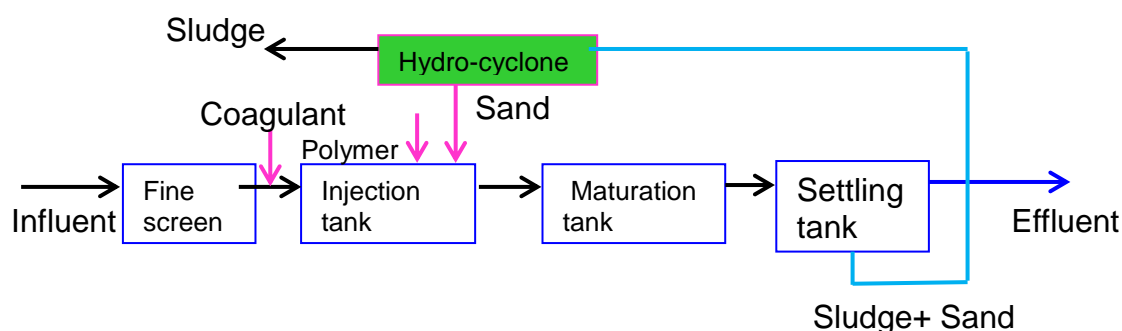 Sludge
Hydro-cyclone
Sand
Coagulant
Polymer
Influent
Fine
screen
Injection
tank
Maturation
tank
Settling
tank
Effluent
Sludge+ Sand